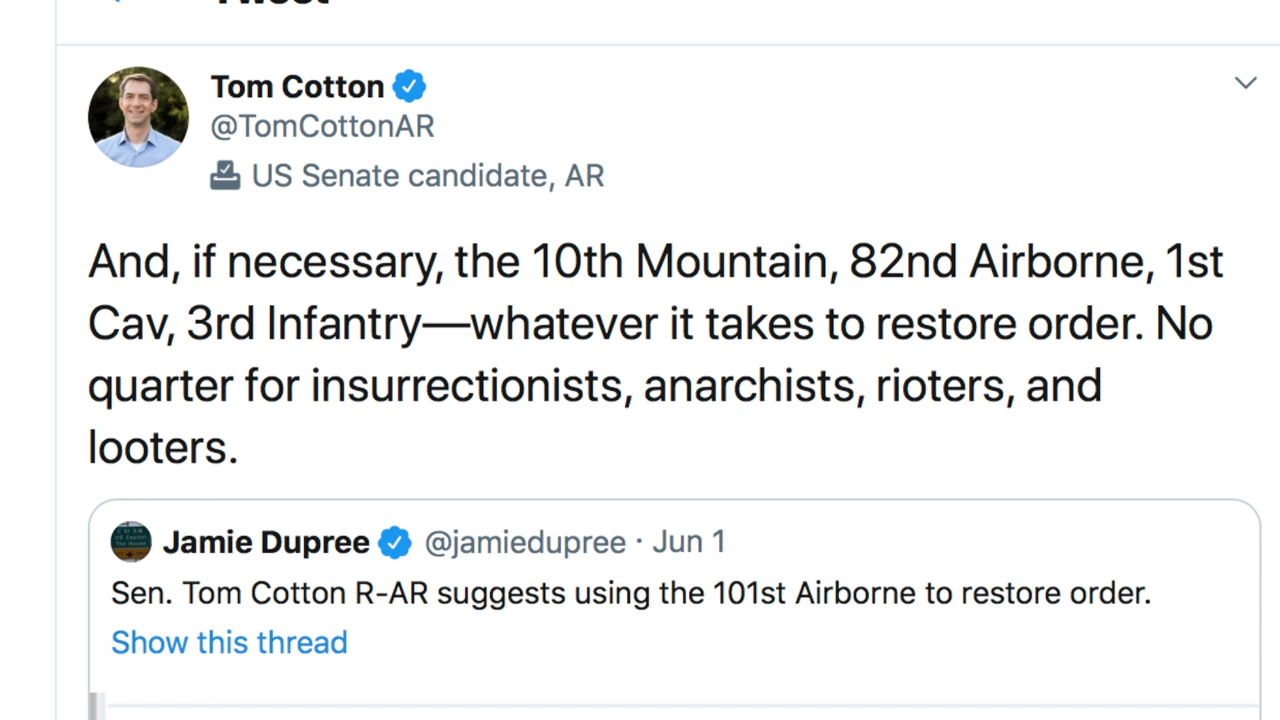 Tweet
Tom Cotton
@TomCottonAR
US Senate candidate, AR
And, if necessary, the 10th Mountain, 82nd Airborne, 1st
Cav, 3rd Infantry—whatever it takes to restore order. No
quarter for insurrectionists, anarchists, rioters, and
looters.
Jamie Dupree @jamiedupree · Jun 1
Sen. Tom Cotton R-AR suggests using the 101st Airborne to restore order.
Show this thread